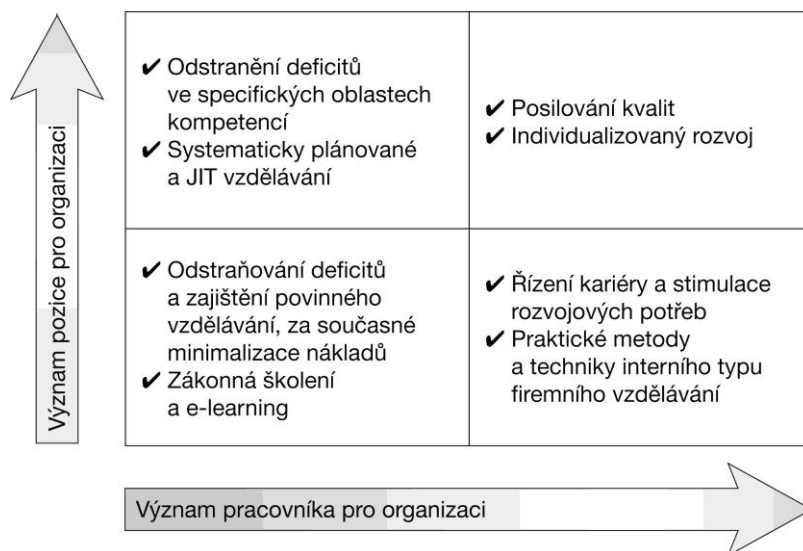 Význam pozice pro organizaci
✔ Odstranění deficitů
ve specifických oblastech
kompetencí
✔ Systematicky plánované
a JIT vzdělávání
✔ Posilování kvalit
✔ Individualizovaný rozvoj
✔ Odstraňování deficitů
a zajištění povinného
vzdělávání, za současné
minimalizace nákladů
✔ Zákonná školení
a e-learning
✔ Řízení kariéry a stimulace
rozvojových potřeb
✔ Praktické metody
a techniky interního typu
firemního vzdělávání
Význam pracovníka pro organizaci